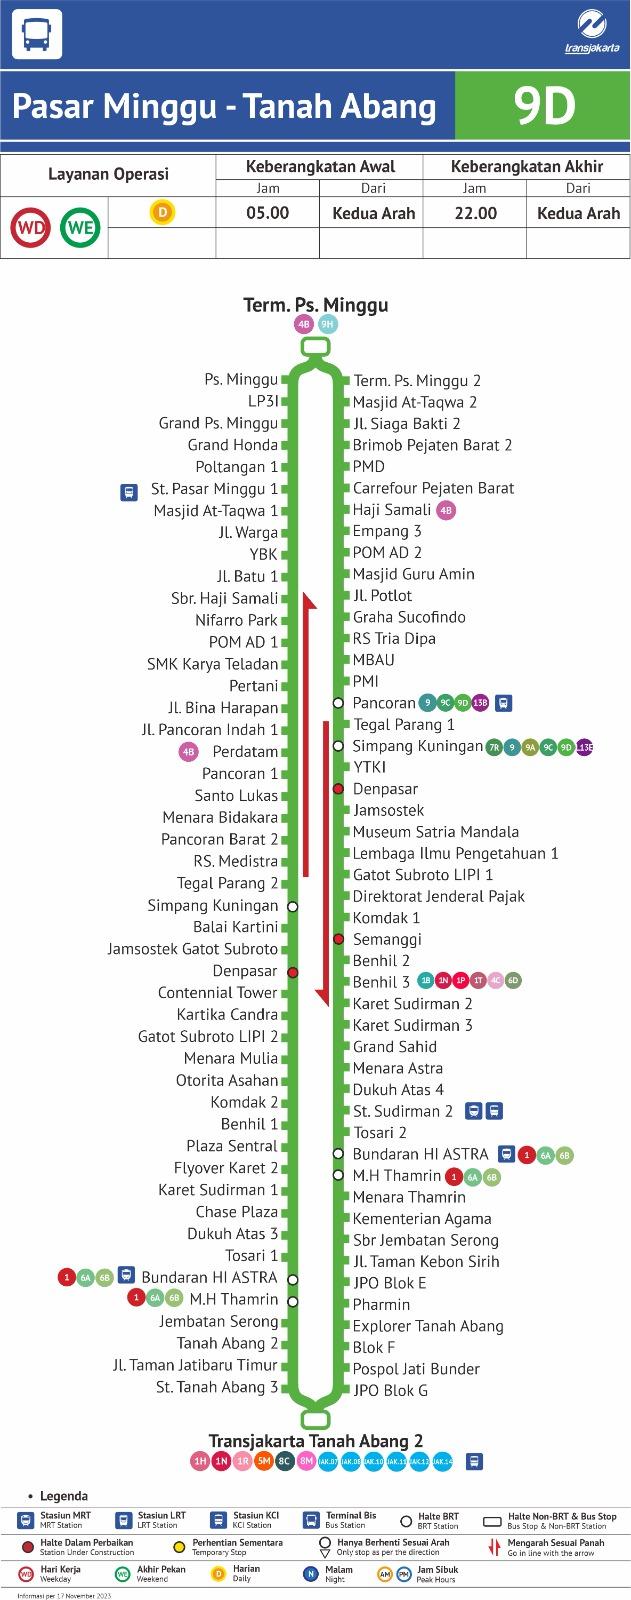 transjakarta
Pasar Minggu - Tanah Abang
9D
Layanan Operasi
Keberangkatan Awal
Keberangkatan Akhir
Jam
Dari
Jam
Dari
WD WE D
05.00 Kedua Arah 22.00 Kedua Arah
Term. Ps. Minggu
4B 9H
Ps. Minggu
LP3I
Grand Ps. Minggu
Grand Honda
Poltangan 1
St. Pasar Minggu 1
Masjid At-Taqwa 1
Jl. Warga
YBK
Jl. Batu 1
Sbr. Haji Samali
Nifarro Park
POM AD 1
SMK Karya Teladan
Pertani
Jl. Bina Harapan
Jl. Pancoran Indah 1
4B Perdatam
Pancoran 1
Santo Lukas
Menara Bidakara
Pancoran Barat 2
RS. Medistra
Tegal Parang 2
Simpang Kuningan
Balai Kartini
Jamsostek Gatot Subroto
Denpasar
Centennial Tower
Kartika Candra
Gatot Subroto LIPI 2
Menara Mulia
Otorita Asahan
Komdak 2
Benhil 1
Plaza Sentral
Flyover Karet 2
Karet Sudirman 1
Chase Plaza
Dukuh Atas 3
Tosari 1
1 6A 6B Bundaran HI ASTRA
1 6A 6B M.H Thamrin
Jembatan Serong
Tanah Abang 2
Jl. Taman Jatibaru Timur
St. Tanah Abang 3
Term. Ps. Minggu 2
Masjid At-Taqwa 2
Jl. Siaga Bakti 2
Brimob Pejaten Barat 2
PMD
Carrefour Pejaten Barat
Haji Samali 4B
Empang 3
POM AD 2
Masjid Guru Amin
Jl. Potlot
Graha Sucofindo
RS Tria Dipa
MBAU
PMI
Pancoran 9 9C 9D 13B
Tegal Parang 1
Simpang Kuningan 7R 9 9A 9C 9D L13E
YTKI
Denpasar
Jamsostek
Museum Satria Mandala
Lembaga Ilmu Pengetahuan 1
Gatot Subroto LIPI 1
Direktorat Jenderal Pajak
Komdak 1
Semanggi
Benhil 2
Benhil 3 1B 1N 1P 1T 4C 6D
Karet Sudirman 2
Karet Sudirman 3
Grand Sahid
Menara Astra
Dukuh Atas 4
St. Sudirman 2
Tosari 2
Bundaran HI ASTRA 1 6A 6B
M.H Thamrin 1 6A 6B
Menara Thamrin
Kementerian Agama
Sbr Jembatan Serong
Jl. Taman Kebon Sirih
JPO Blok E
Pharmin
Explorer Tanah Abang
Blok F
Pospol Jati Bunder
JPO Blok G
Transjakarta Tanah Abang 2
1H 1N 1R 5M 8C 8M JAK.07 JAK.08 JAK.10 JAK.11 JAK.12 JAK.14
• Legenda
Stasiun MRT
MRT Station
Stasiun LRT
LRT Station
Stasiun KCI
KCI Station
Terminal Bis
Bus Station
Halte BRT
BRT Station
Halte Non-BRT & Bus Stop
Bus Stop & Non-BRT Station
Halte Dalam Perbaikan
Station Under Construction
Perhentian Sementara
Temporary Stop
Hanya Berhenti Sesuai Arah
Only stop as per the direction
Mengarah Sesuai Panah
Go in line with the arrow
WD Hari Kerja
Weekday
WE Akhir Pekan
Weekend
D Harian
Daily
N Malam
Night
AM PM Jam Sibuk
Peak Hours
Informasi per 17 November 2023